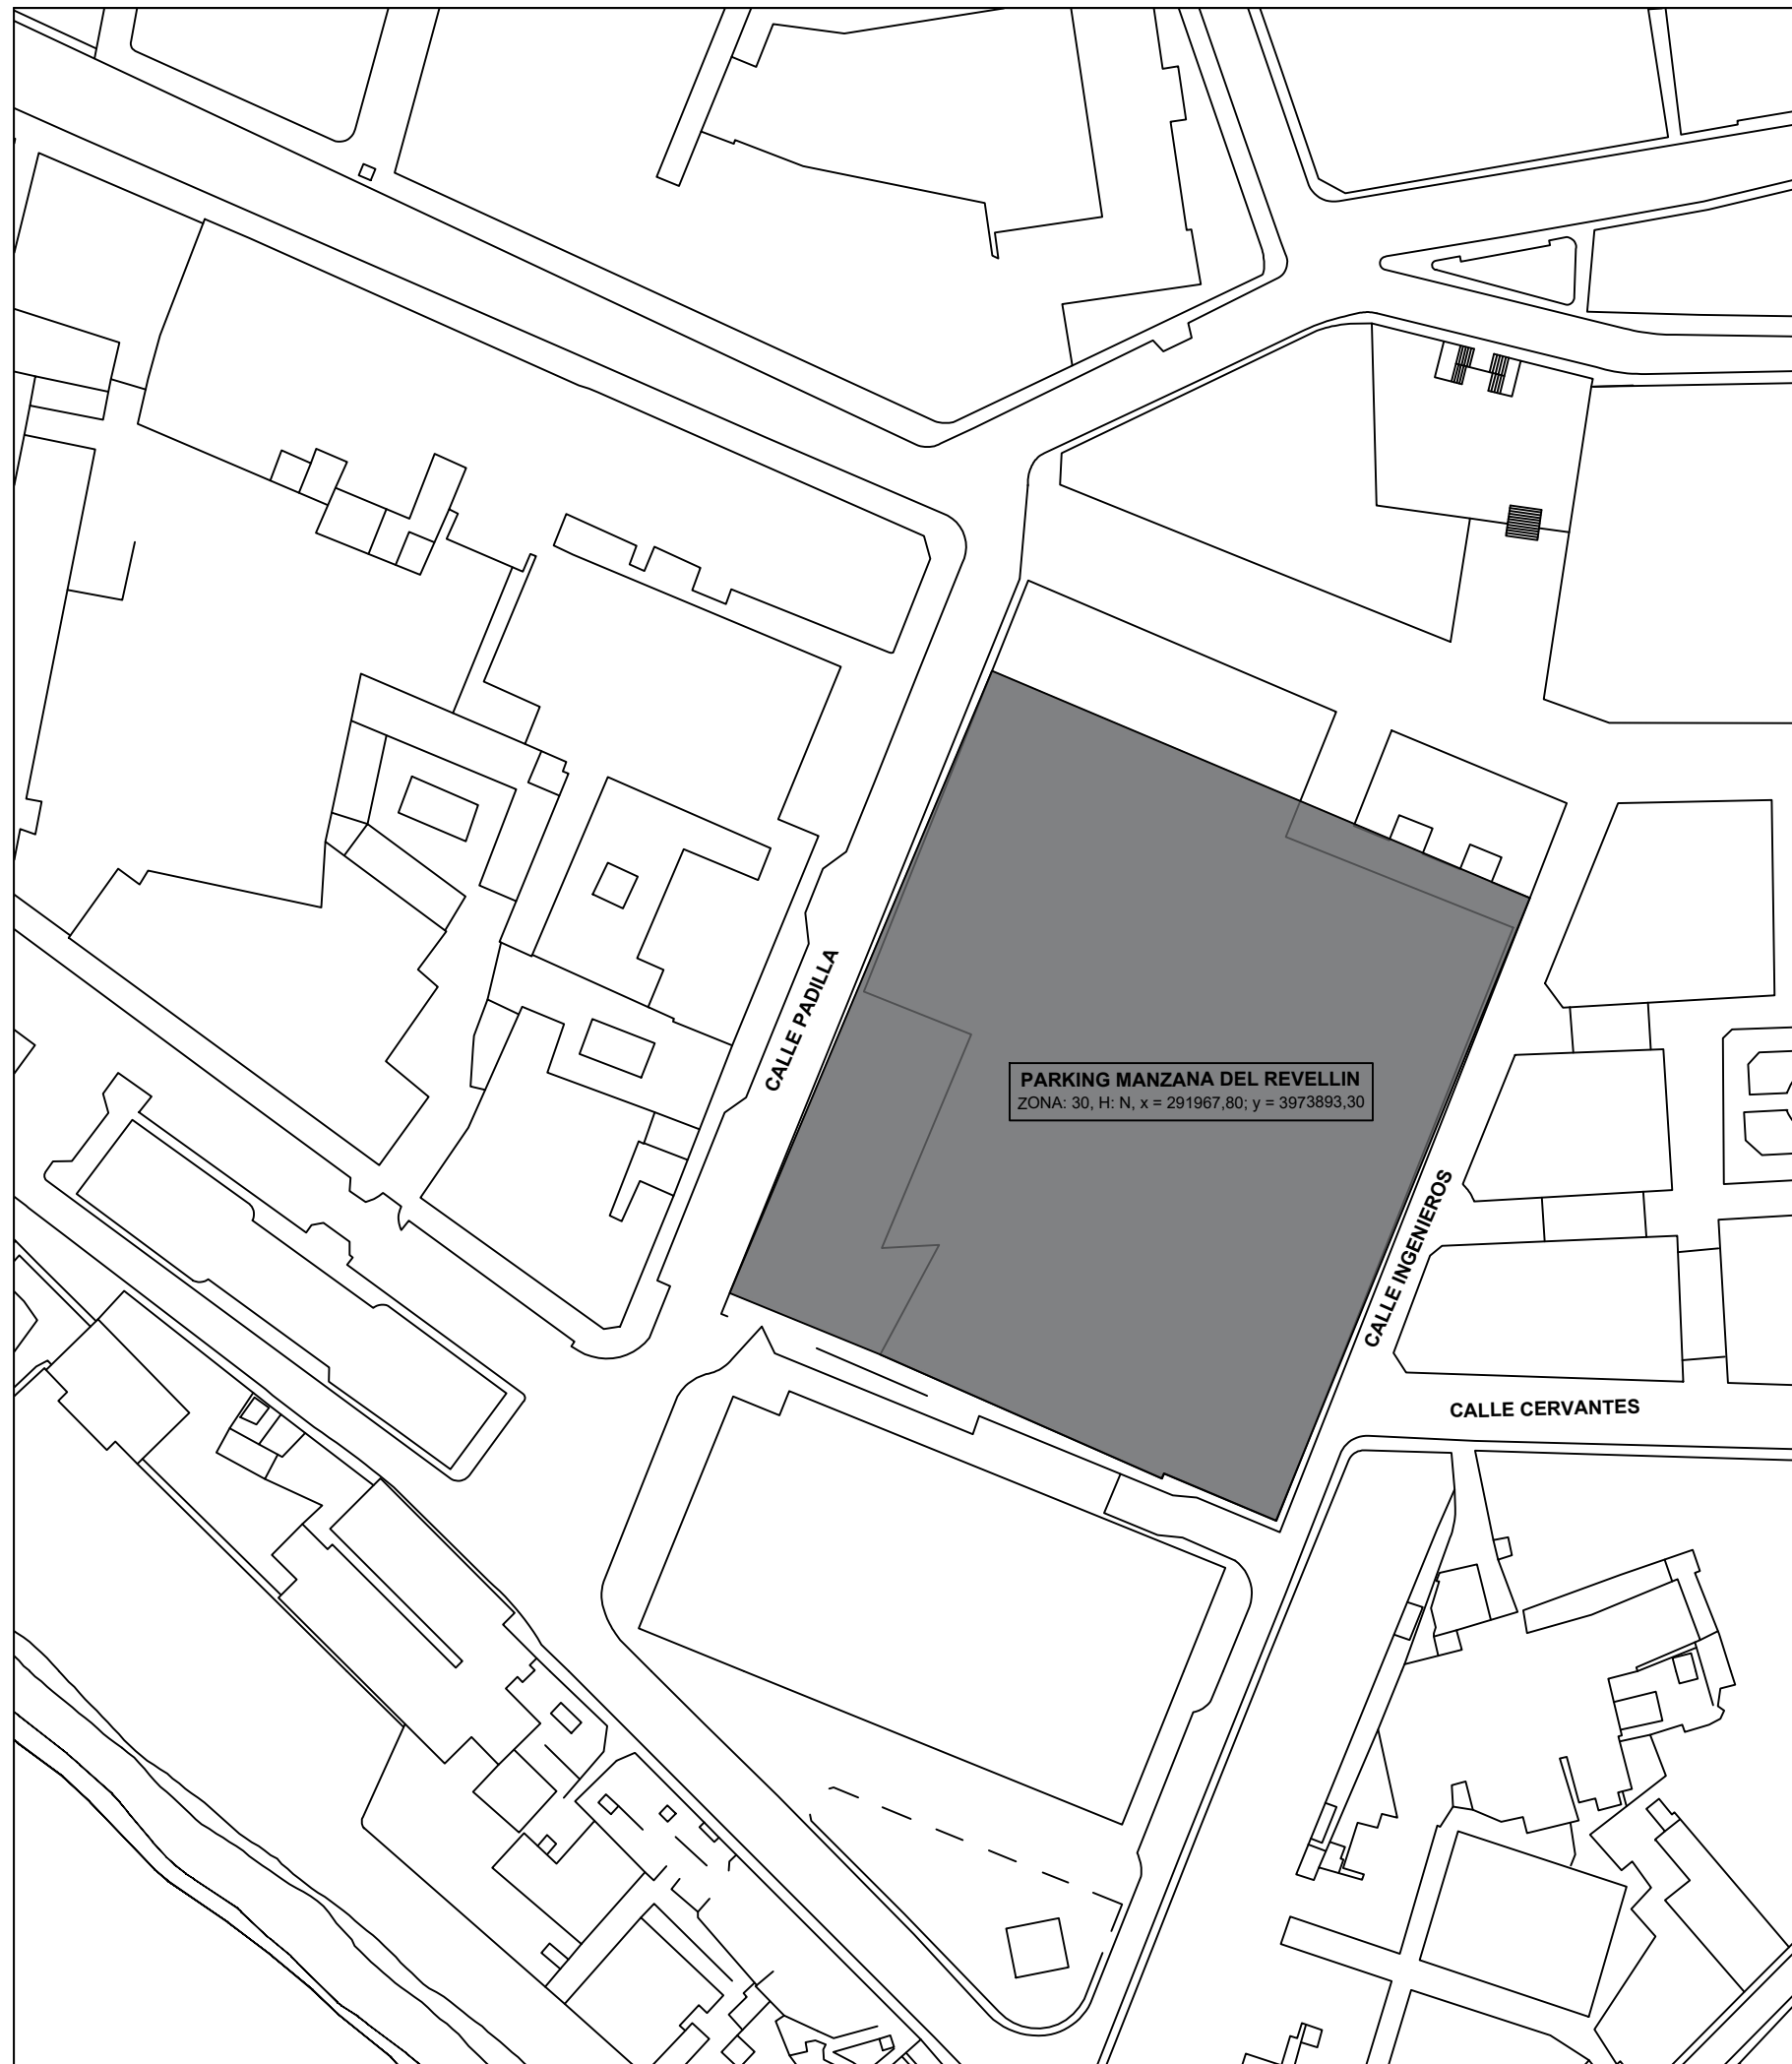 CALLE PADILLA
PARKING MANZANA DEL REVELLIN
ZONA: 30, H: N, x = 291967,80; y = 3973893,30
CALLE INGENIEROS
CALLE CERVANTES